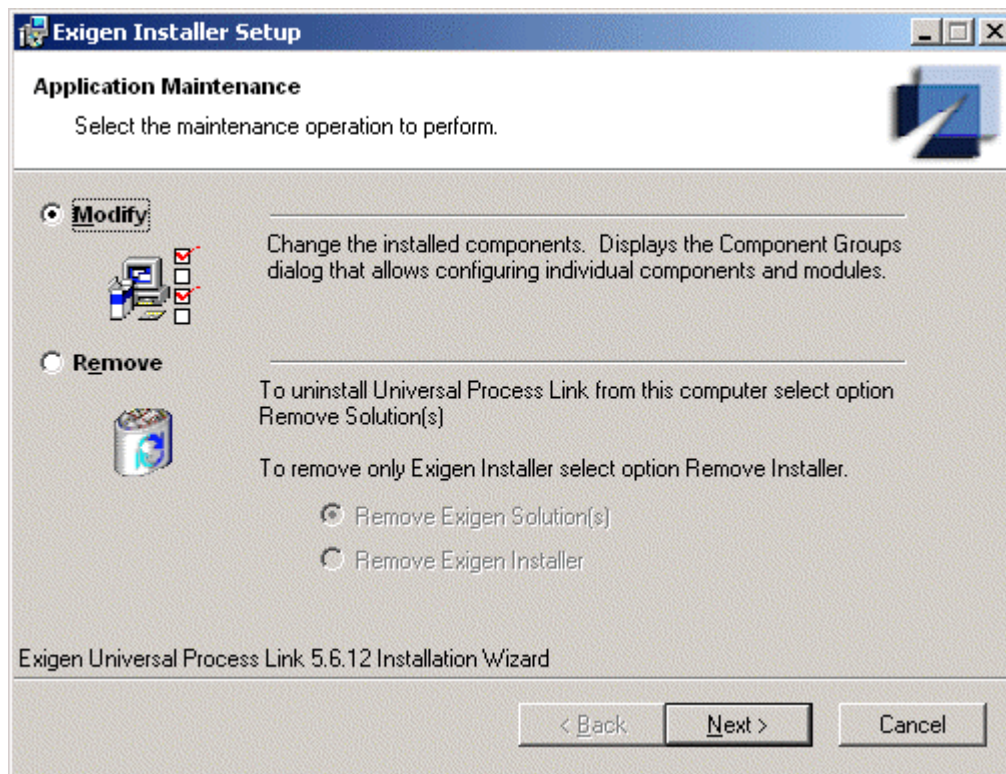 Exigen Installer Setup
Application Maintenance
Select the maintenance operation to perform.
Modify
Change the installed components.  Displays the Component Groups
dialog that allows configuring individual components and modules.
Remove
To uninstall Universal Process Link from this computer select option
Remove Solution(s)
To remove only Exigen Installer select option Remove Installer.
Remove Exigen Solution(s)
Remove Exigen Installer
Exigen Universal Process Link 5.6.12 Installation Wizard
< Back
Next >
Cancel